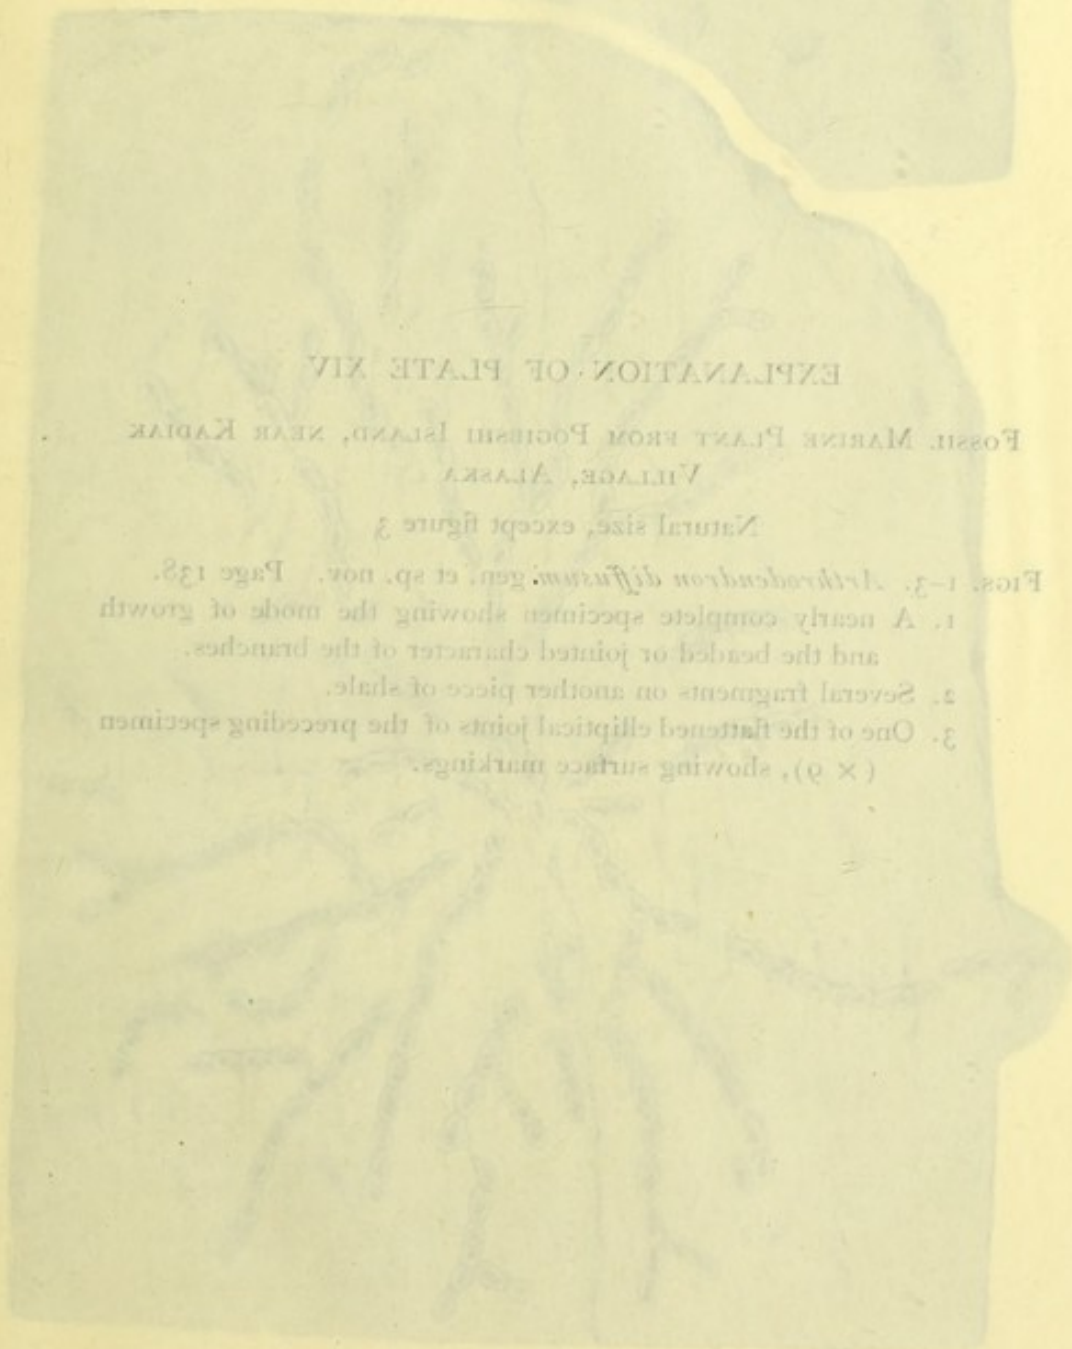 EXPLANATION OF PLATE XIV
FOSSIL MARINE PLANT FROM POGIBSHI ISLAND, NEAR KADIAK
VILLAGE, ALASKA
Natural size, except figure 3
FIGS. 1–3. Arthrodendron diffusum gen. et sp. nov. Page 138.
1. A nearly complete specimen showing the mode of growth
and the beaded or jointed character of the branches.
2. Several fragments on another piece of shale.
3. One of the flattened elliptical joints of the preceding specimen
(× 9), showing surface markings.